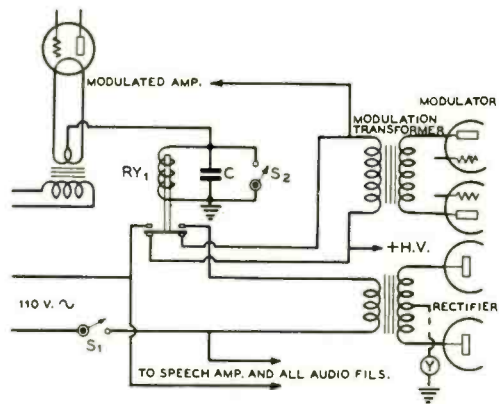 MODULATED AMP.
MODULATOR
MODULATION
TRANSFORMER
RY1
C
S2
+H.V.
110 V. ~
RECTIFIER
S1
Y
TO SPEECH AMP. AND ALL AUDIO FILS.